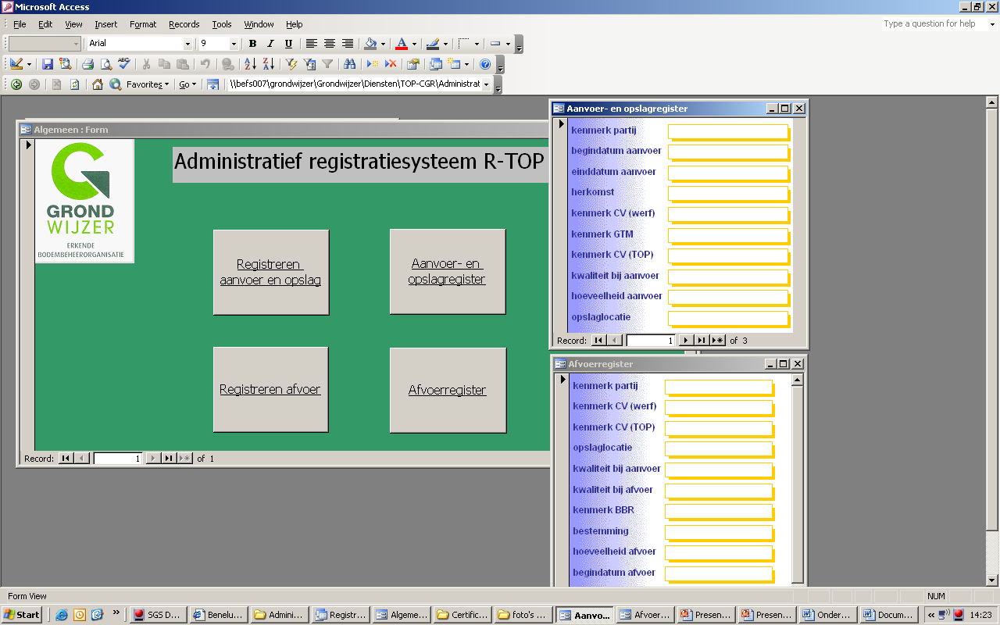 Microsoft Access
File Edit View Insert Format Records Tools Window Help
Type a question for help
Arial 9 B I U
Favorites Go \\befs007\grondwijzer\Grondwijzer\Diensten\TOP-CGR\Administrat
Algemeen : Form
GROND
WIJZER
ERKENDE
BODEMBEHEERORGANISATIE
Administratief registratiesysteem R-TOP
Registreren
aanvoer en opslag
Aanvoer- en
opslagregister
Registreren afvoer
Afvoerregister
Record: 1 of 1
Aanvoer- en opslagregister
kenmerk partij
begindatum aanvoer
einddatum aanvoer
herkomst
kenmerk CV (werf)
kenmerk GTM
kenmerk CV (TOP)
kwaliteit bij aanvoer
hoeveelheid aanvoer
opslaglocatie
Record: 1 of 3
Afvoerregister
kenmerk partij
kenmerk CV (werf)
kenmerk CV (TOP)
opslaglocatie
kwaliteit bij aanvoer
kwaliteit bij afvoer
kenmerk BBR
bestemming
hoeveelheid afvoer
begindatum afvoer
Form View
NUM
Start » SGS D... Benelu... Adminis... Registr... Algeme... Certific... foto's ... Aanvo... Afvoer... Presen... Presen... Onder... Docum... « 14:23